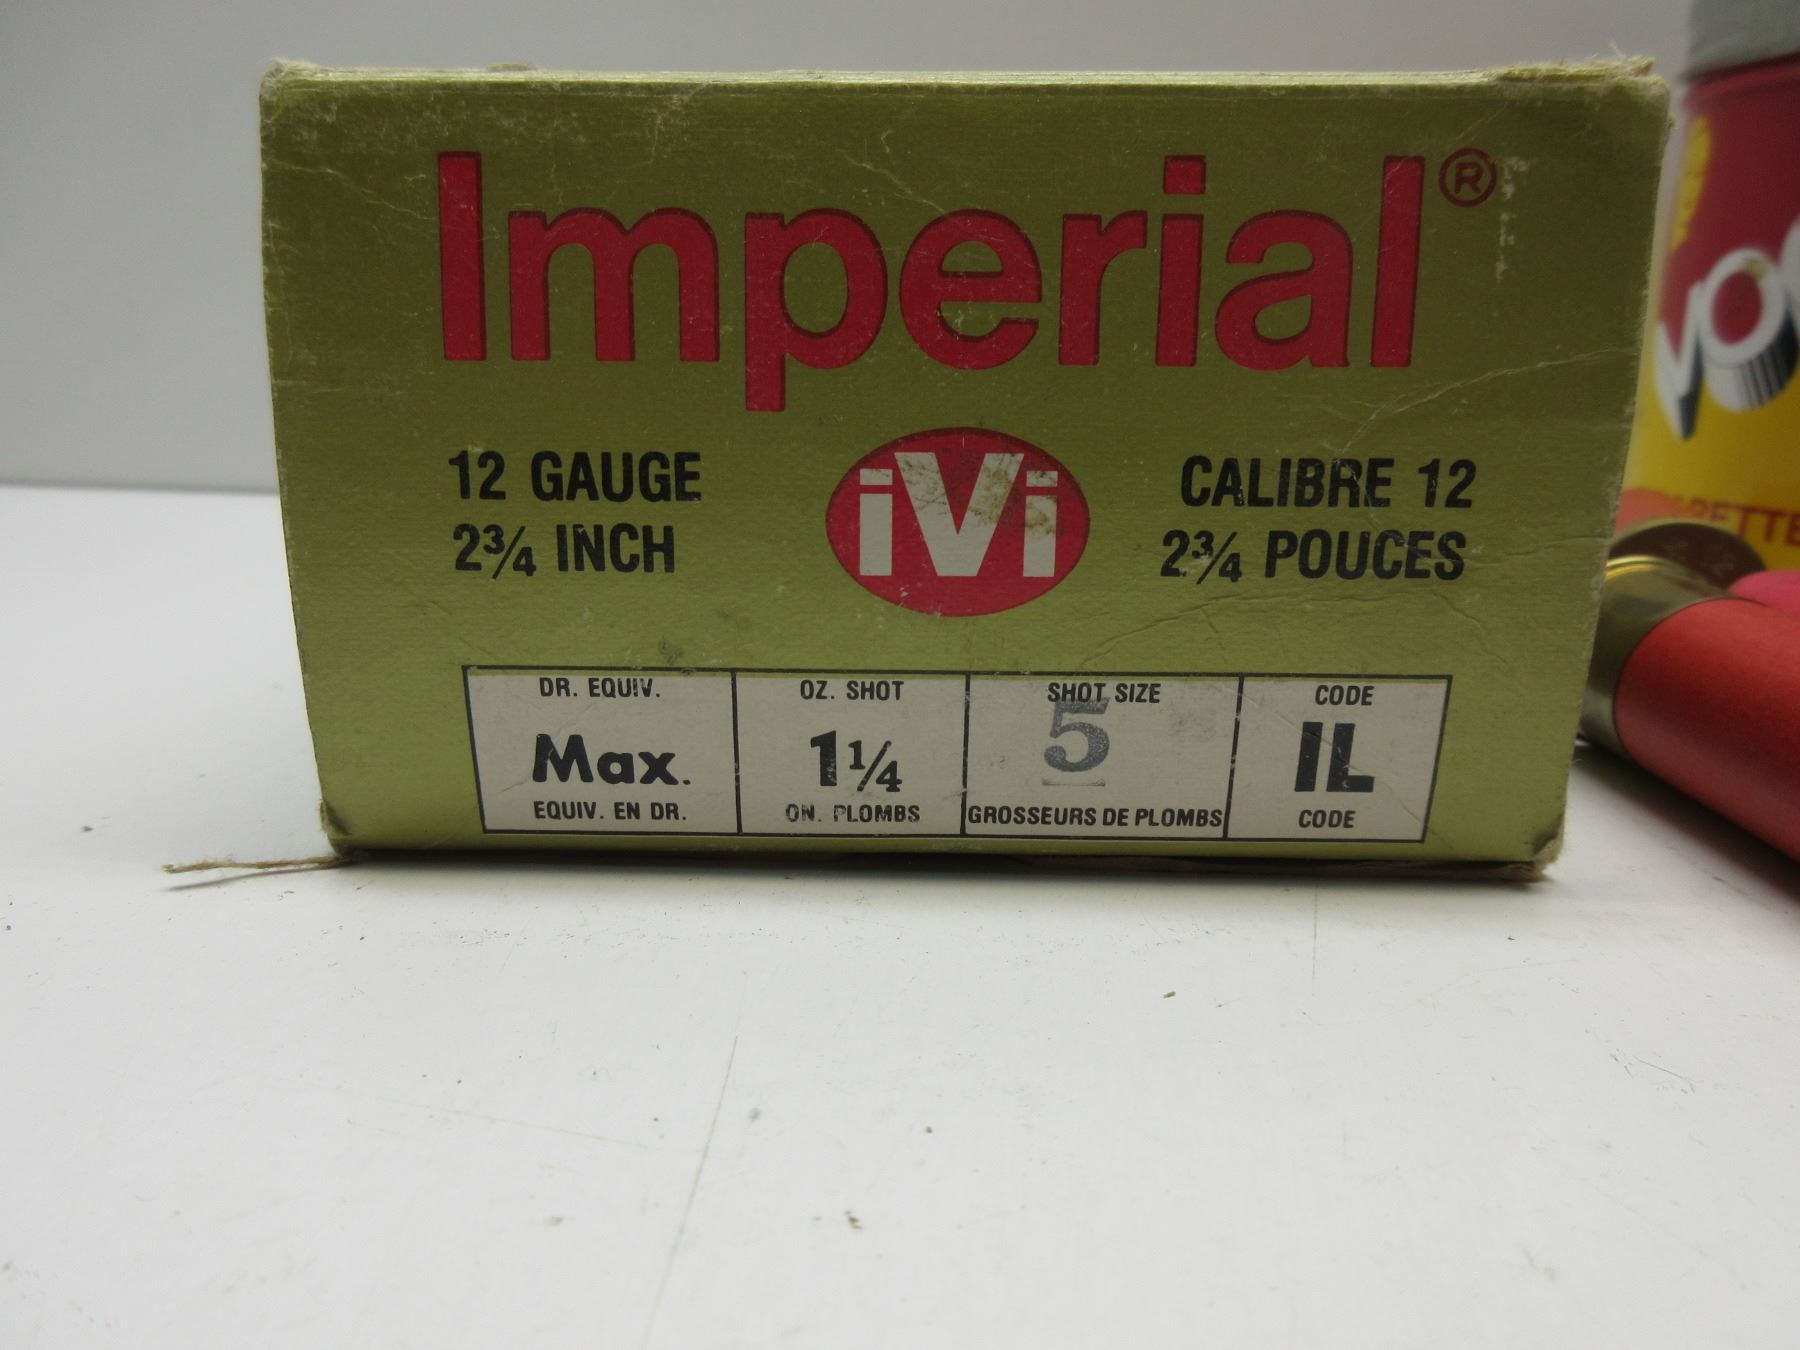 Imperial®
12 GAUGE
2¾ INCH
iVi
CALIBRE 12
2¾ POUCES
DR. EQUIV.
Max.
EQUIV. EN DR.
OZ. SHOT
1¼
ON. PLOMBS
SHOT SIZE
5
GROSSEURS DE PLOMBS
CODE
IL
CODE
12